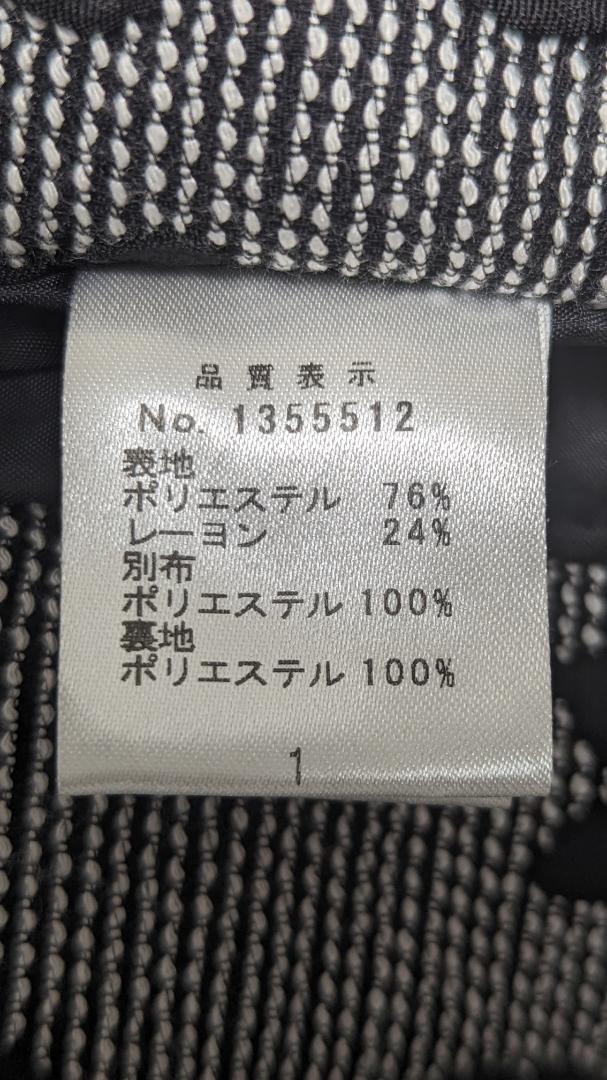 品質表示
No. 1355512
表地
ポリエステル 76%
レーヨン 24%
別布
ポリエステル 100%
裏地
ポリエステル 100%
1